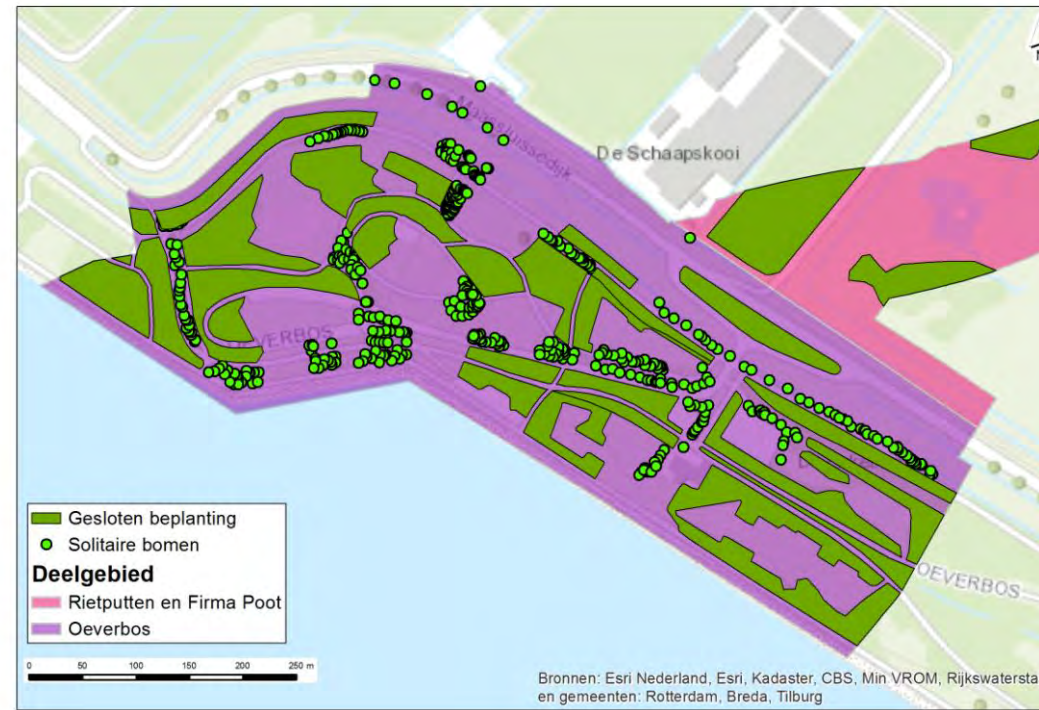 Maassluissedijk
De Schaapskooi
OEVERBOS
OEVERBOS
Gesloten beplanting
Solitaire bomen
Deelgebied
Rietputten en Firma Poot
Oeverbos
0 50 100 150 200 250 m
Bronnen: Esri Nederland, Esri, Kadaster, CBS, Min VROM, Rijkswatersta
en gemeenten: Rotterdam, Breda, Tilburg